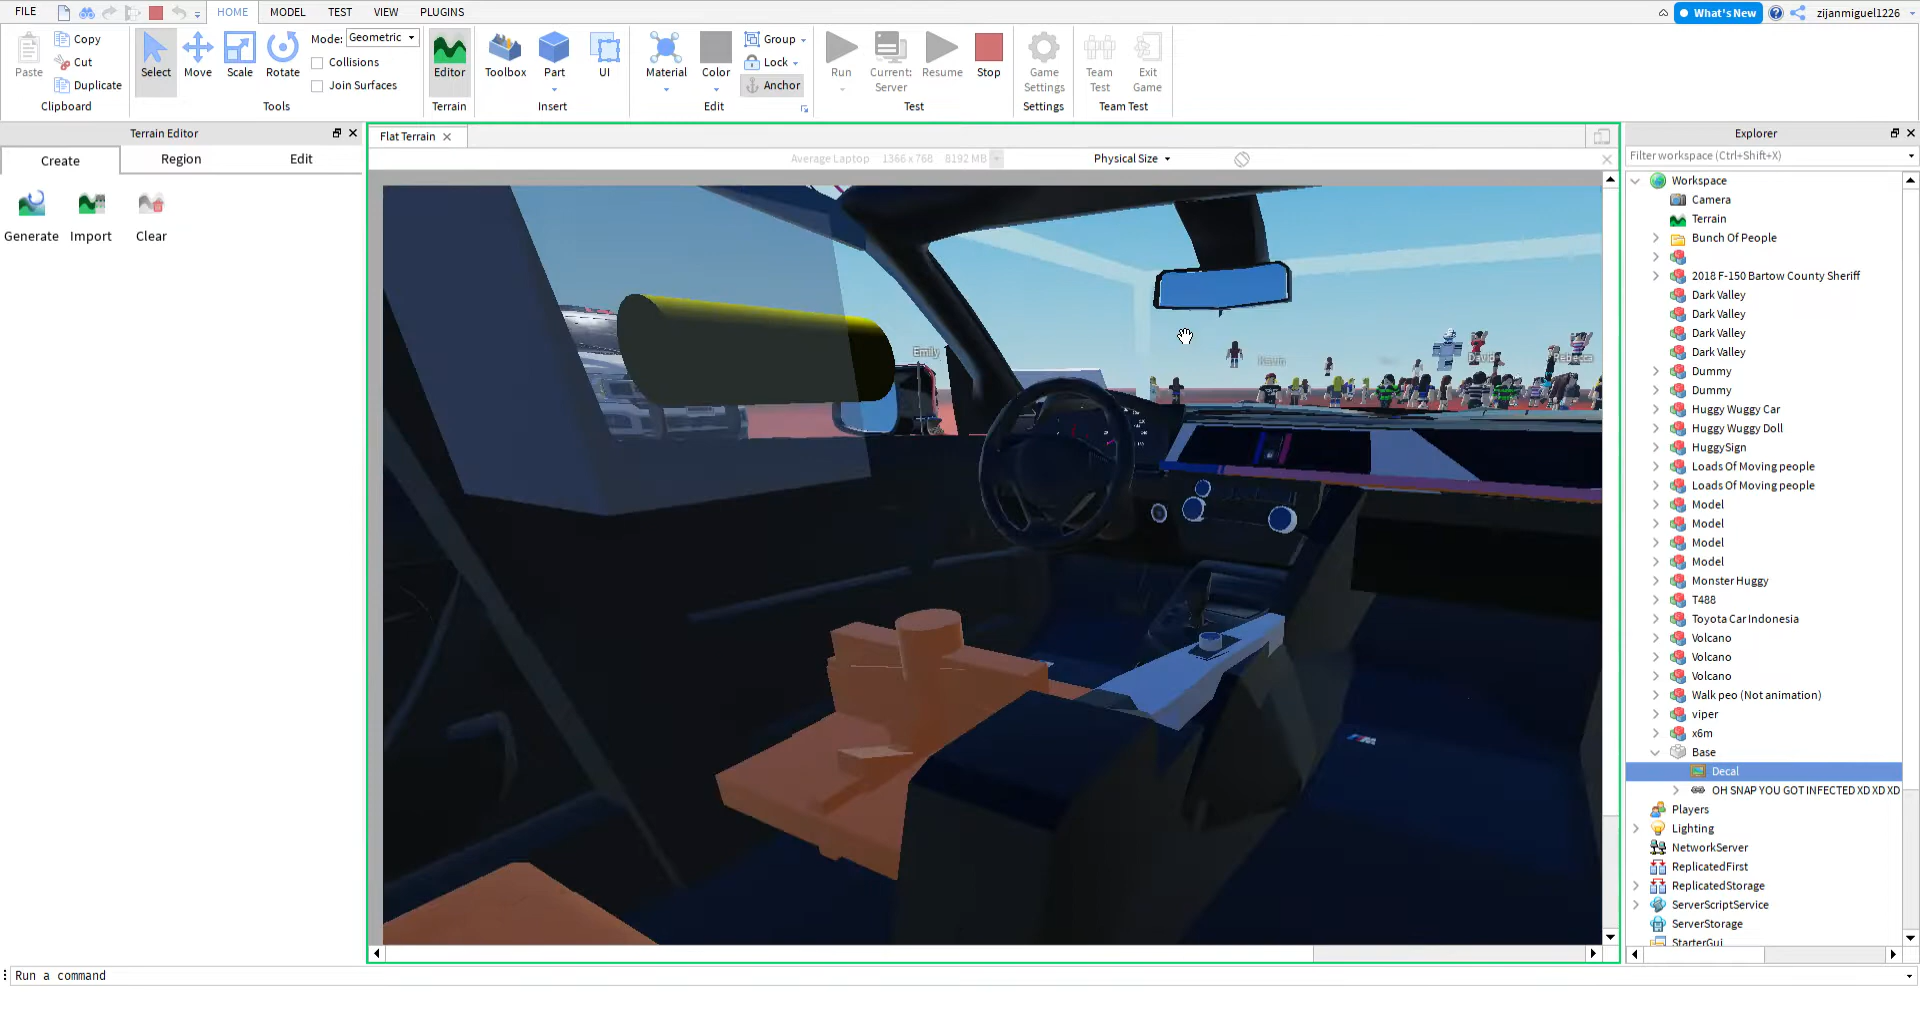 FILE
HOME
MODEL
TEST
VIEW
PLUGINS
What's New
zijanmiguel1226
Paste
Copy
Cut
Duplicate
Clipboard
Select
Move
Scale
Rotate
Mode: Geometric
Collisions
Join Surfaces
Tools
Editor
Terrain
Toolbox
Part
UI
Insert
Material
Color
Group
Lock
Anchor
Edit
Run
Current:
Server
Resume
Stop
Test
Game
Settings
Settings
Team
Test
Exit
Game
Team Test
Terrain Editor
Create
Region
Edit
Generate
Import
Clear
Flat Terrain
Average Laptop 1366 x 768 8192 MB
Physical Size
Emily
Kevin
David
Rebecca
Explorer
Filter workspace (Ctrl+Shift+X)
Workspace
Camera
Terrain
Bunch Of People
2018 F-150 Bartow County Sheriff
Dark Valley
Dark Valley
Dark Valley
Dark Valley
Dummy
Dummy
Huggy Wuggy Car
Huggy Wuggy Doll
HuggySign
Loads Of Moving people
Loads Of Moving people
Model
Model
Model
Model
Monster Huggy
T488
Toyota Car Indonesia
Volcano
Volcano
Volcano
Walk peo (Not animation)
viper
x6m
Base
Decal
OH SNAP YOU GOT INFECTED XD XD XD
Players
Lighting
NetworkServer
ReplicatedFirst
ReplicatedStorage
ServerScriptService
ServerStorage
StarterGui
Run a command